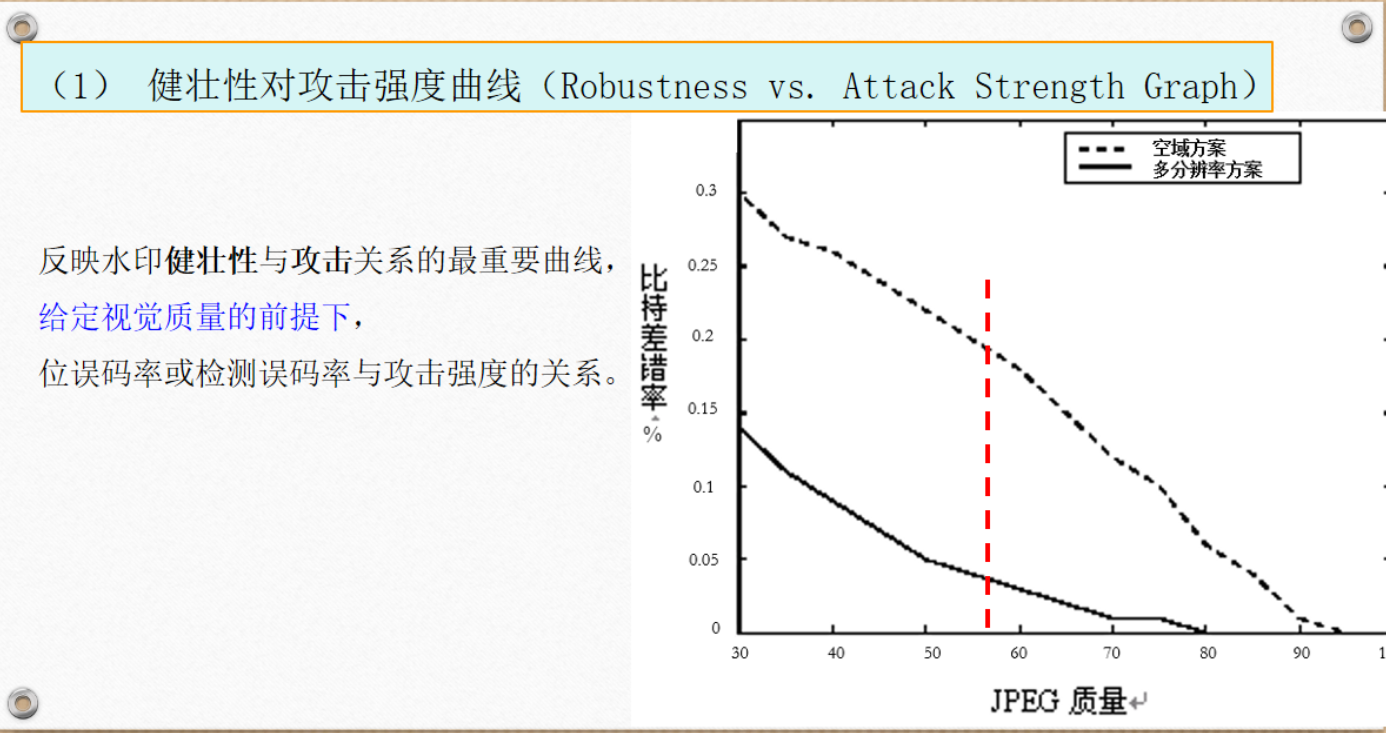 （1） 健壮性对攻击强度曲线（Robustness vs. Attack Strength Graph）
反映水印健壮性与攻击关系的最重要曲线，
给定视觉质量的前提下，
位误码率或检测误码率与攻击强度的关系。
空域方案
多分辨率方案
比持差错率
%
0.3
0.25
0.2
0.15
0.1
0.05
0
30 40 50 60 70 80 90 1
JPEG 质量↵